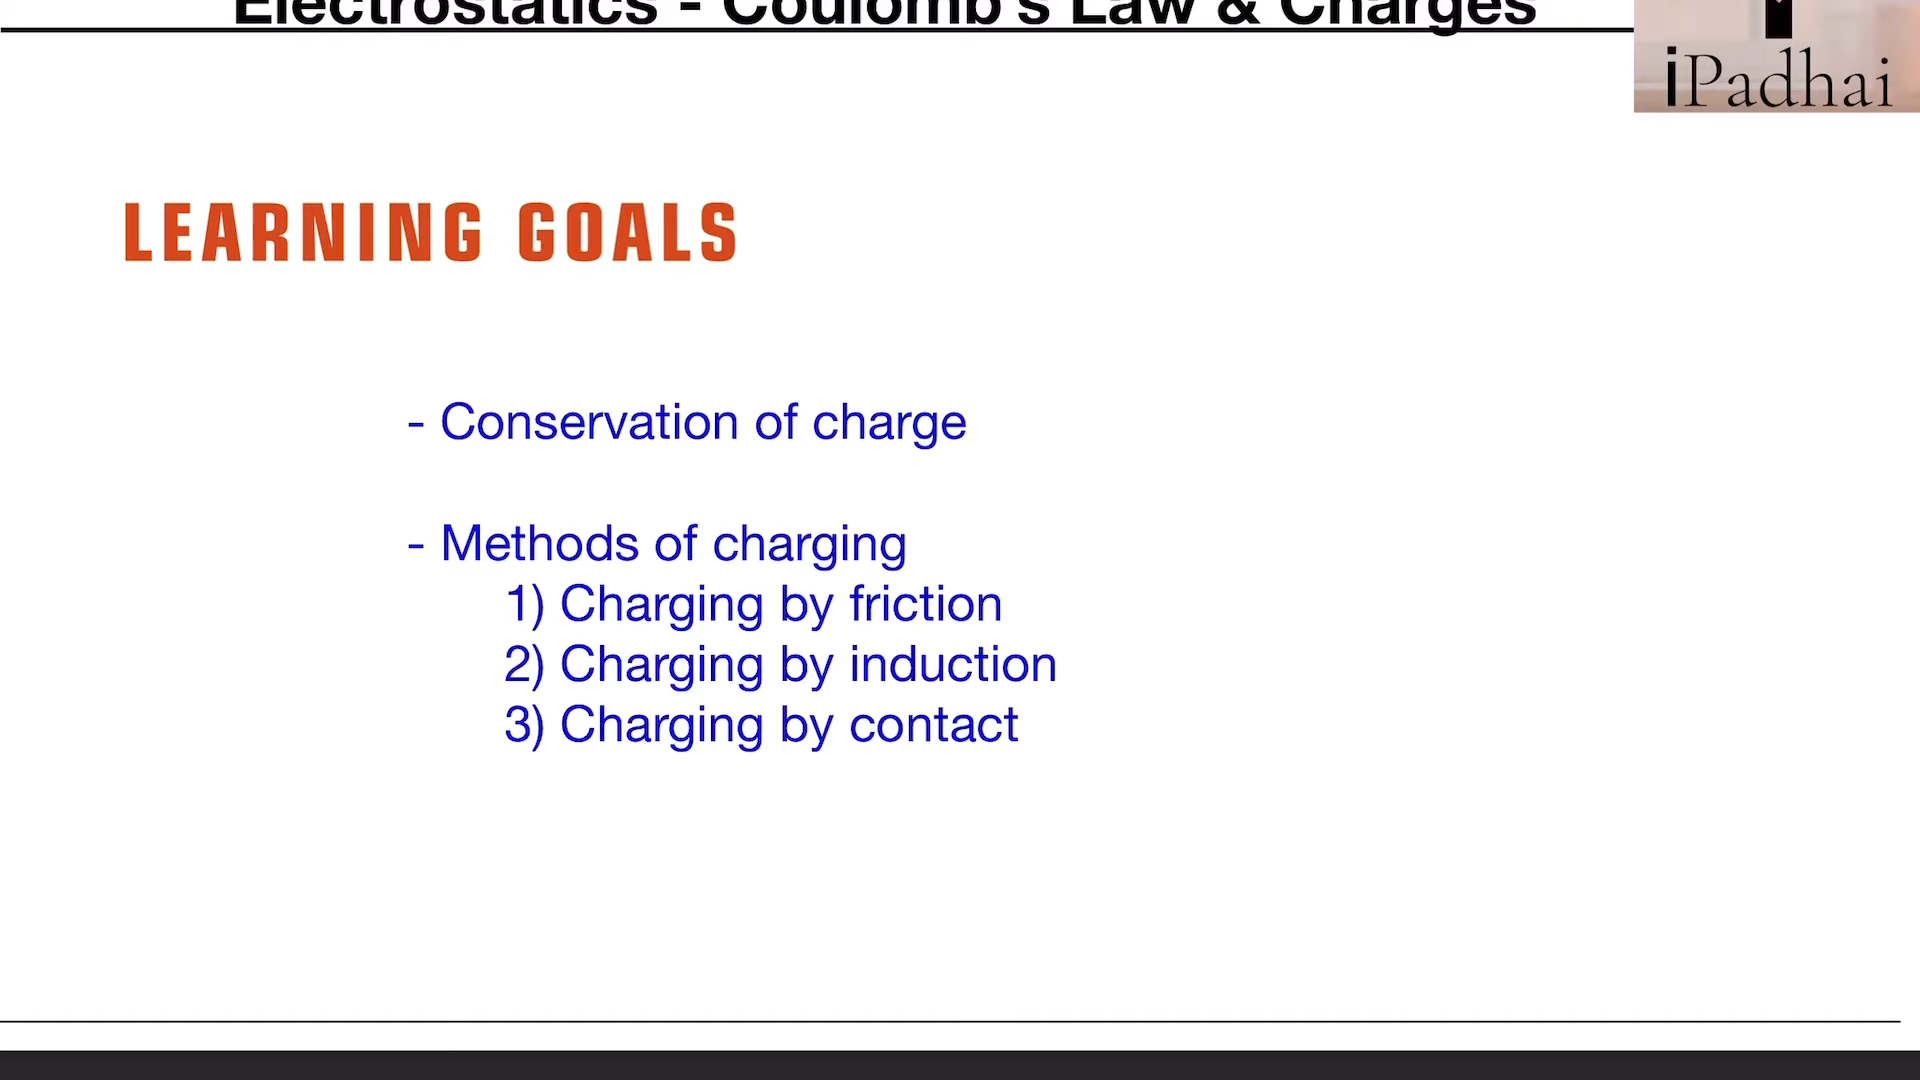 Electrostatics - Coulomb's Law & Charges
iPadhai
LEARNING GOALS
- Conservation of charge
- Methods of charging
1) Charging by friction
2) Charging by induction
3) Charging by contact